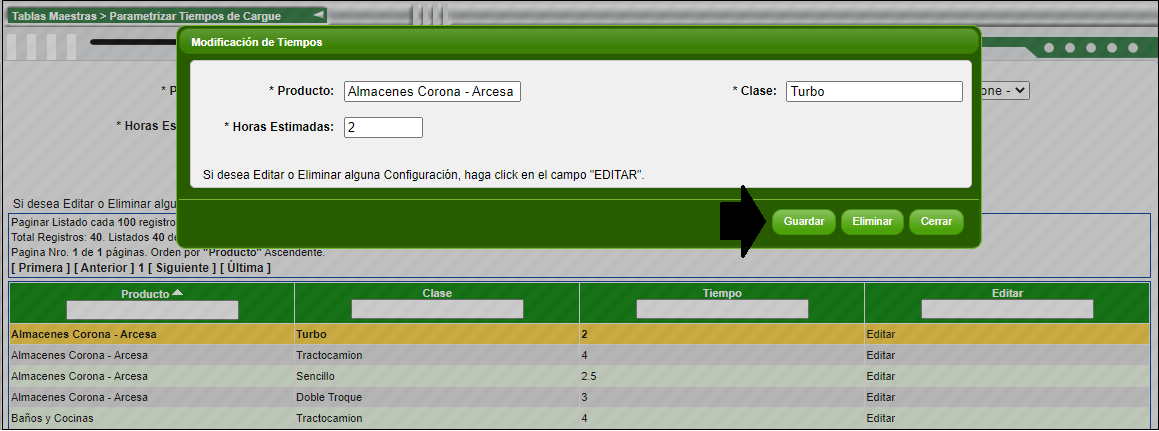 Tablas Maestras > Parametrizar Tiempos de Cargue
Modificación de Tiempos
* P
* Producto: Almacenes Corona - Arcesa * Clase: Turbo
one -
* Horas Es
* Horas Estimadas: 2
Si desea Editar o Eliminar alguna Configuración, haga click en el campo "EDITAR".
Si desea Editar o Eliminar algu
Guardar Eliminar Cerrar
Paginar Listado cada 100 registro
Total Registros: 40. Listados 40 de
Pagina Nro. 1 de 1 páginas. Orden por "Producto" Ascendente.
[ Primera ] [ Anterior ] 1 [ Siguiente ] [ Última ]
Producto Clase Tiempo Editar
Almacenes Corona - Arcesa Turbo 2 Editar
Almacenes Corona - Arcesa Tractocamion 4 Editar
Almacenes Corona - Arcesa Sencillo 2.5 Editar
Almacenes Corona - Arcesa Doble Troque 3 Editar
Baños y Cocinas Tractocamion 4 Editar